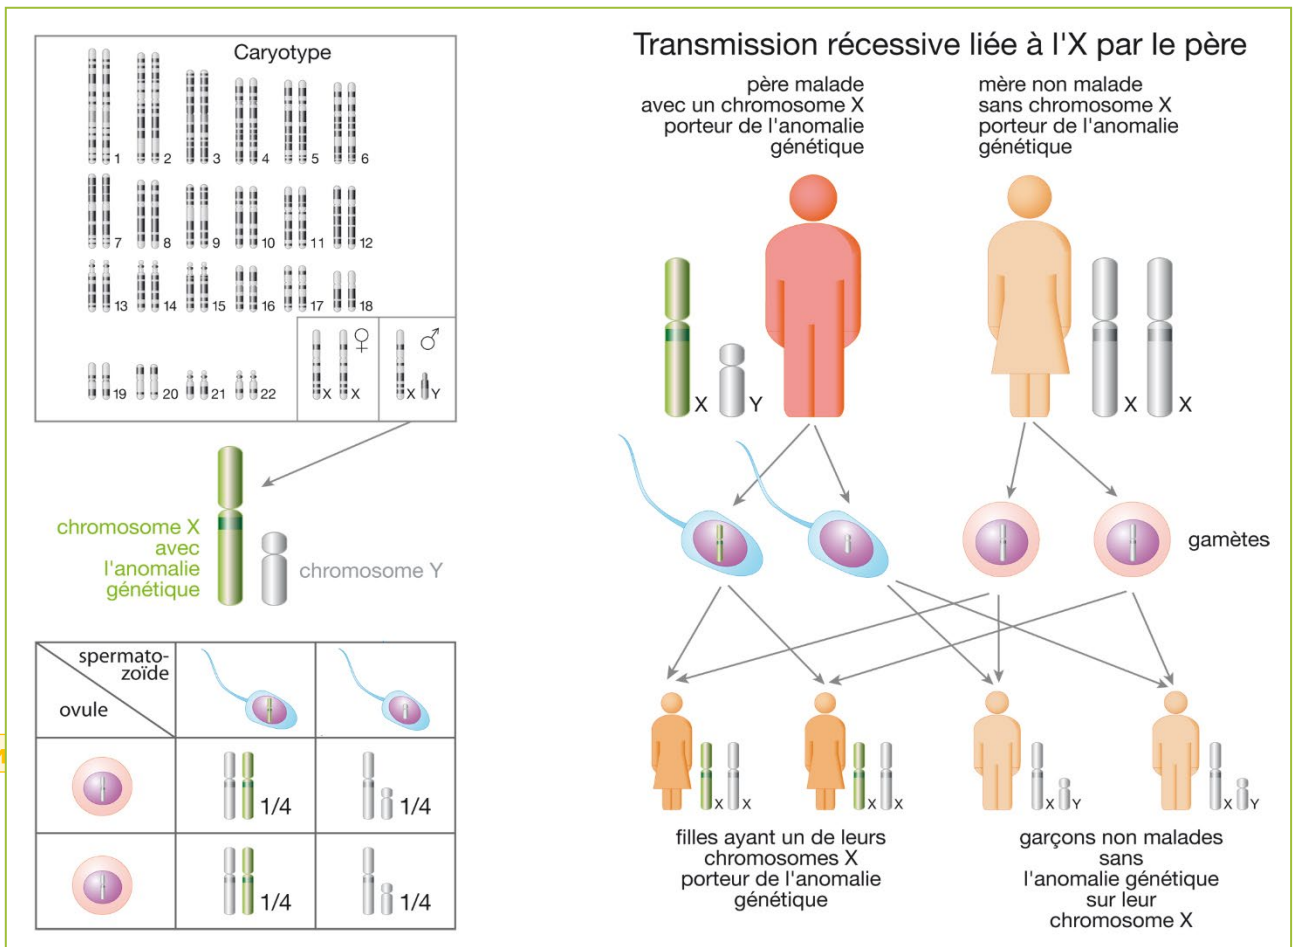 Caryotype
1 2 3 4 5 6
7 8 9 10 11 12
13 14 15 16 17 18
19 20 21 22
X X ♀
X Y ♂
chromosome X
avec
l'anomalie
génétique
chromosome Y
spermato-
zoïde
ovule
1/4 1/4
1/4 1/4
Transmission récessive liée à l'X par le père
père malade
avec un chromosome X
porteur de l'anomalie
génétique
mère non malade
sans chromosome X
porteur de l'anomalie
génétique
X Y
X X
gamètes
X X
X X
X Y
X Y
filles ayant un de leurs
chromosomes X
porteur de l'anomalie
génétique
garçons non malades
sans
l'anomalie génétique
sur leur
chromosome X